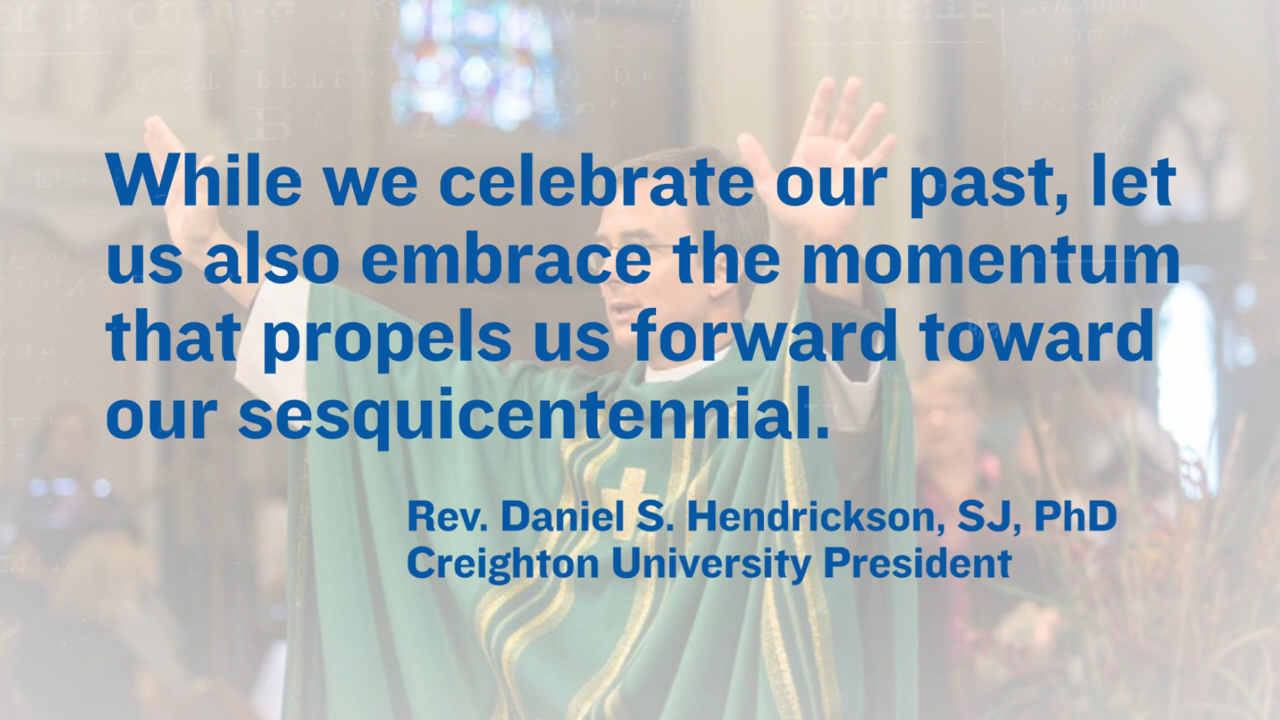 While we celebrate our past, let
us also embrace the momentum
that propels us forward toward
our sesquicentennial.
Rev. Daniel S. Hendrickson, SJ, PhD
Creighton University President